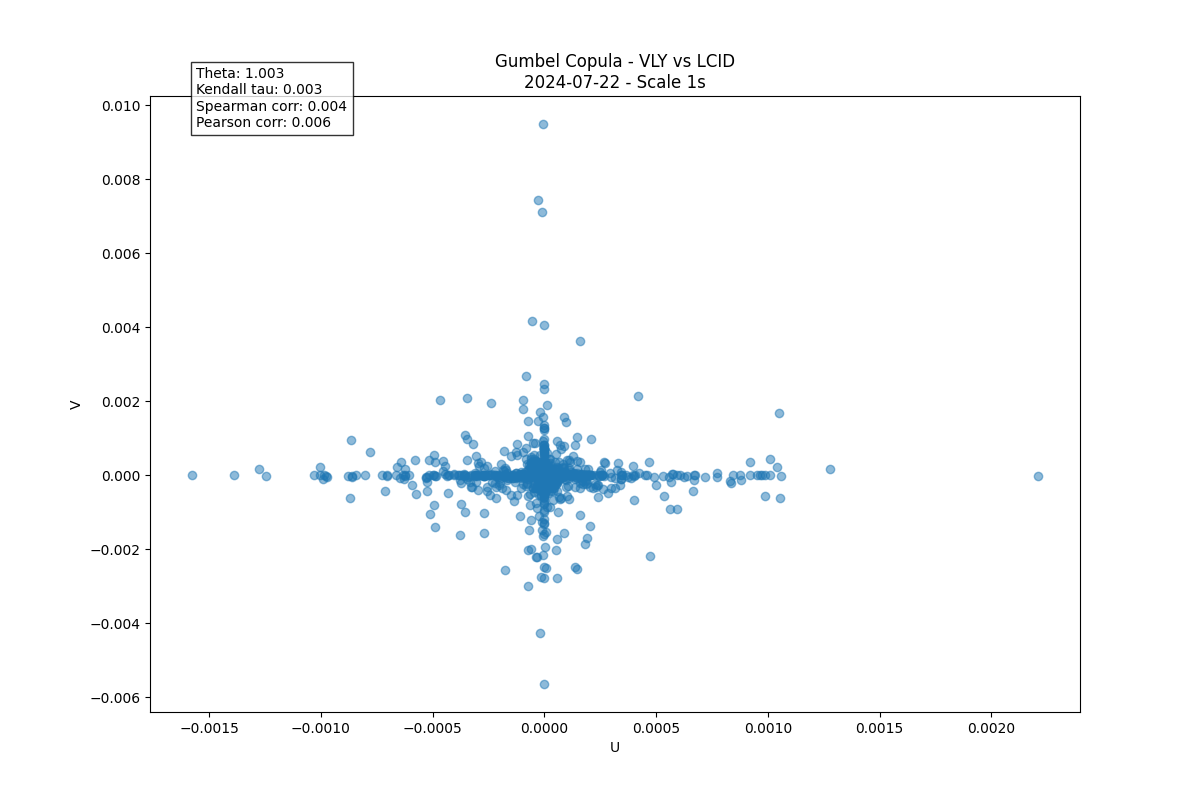 Gumbel Copula - VLY vs LCID
2024-07-22 - Scale 1s
Theta: 1.003
Kendall tau: 0.003
Spearman corr: 0.004
Pearson corr: 0.006
0.010
0.008
0.006
0.004
0.002
0.000
−0.002
−0.004
−0.006
V
−0.0015 −0.0010 −0.0005 0.0000 0.0005 0.0010 0.0015 0.0020
U